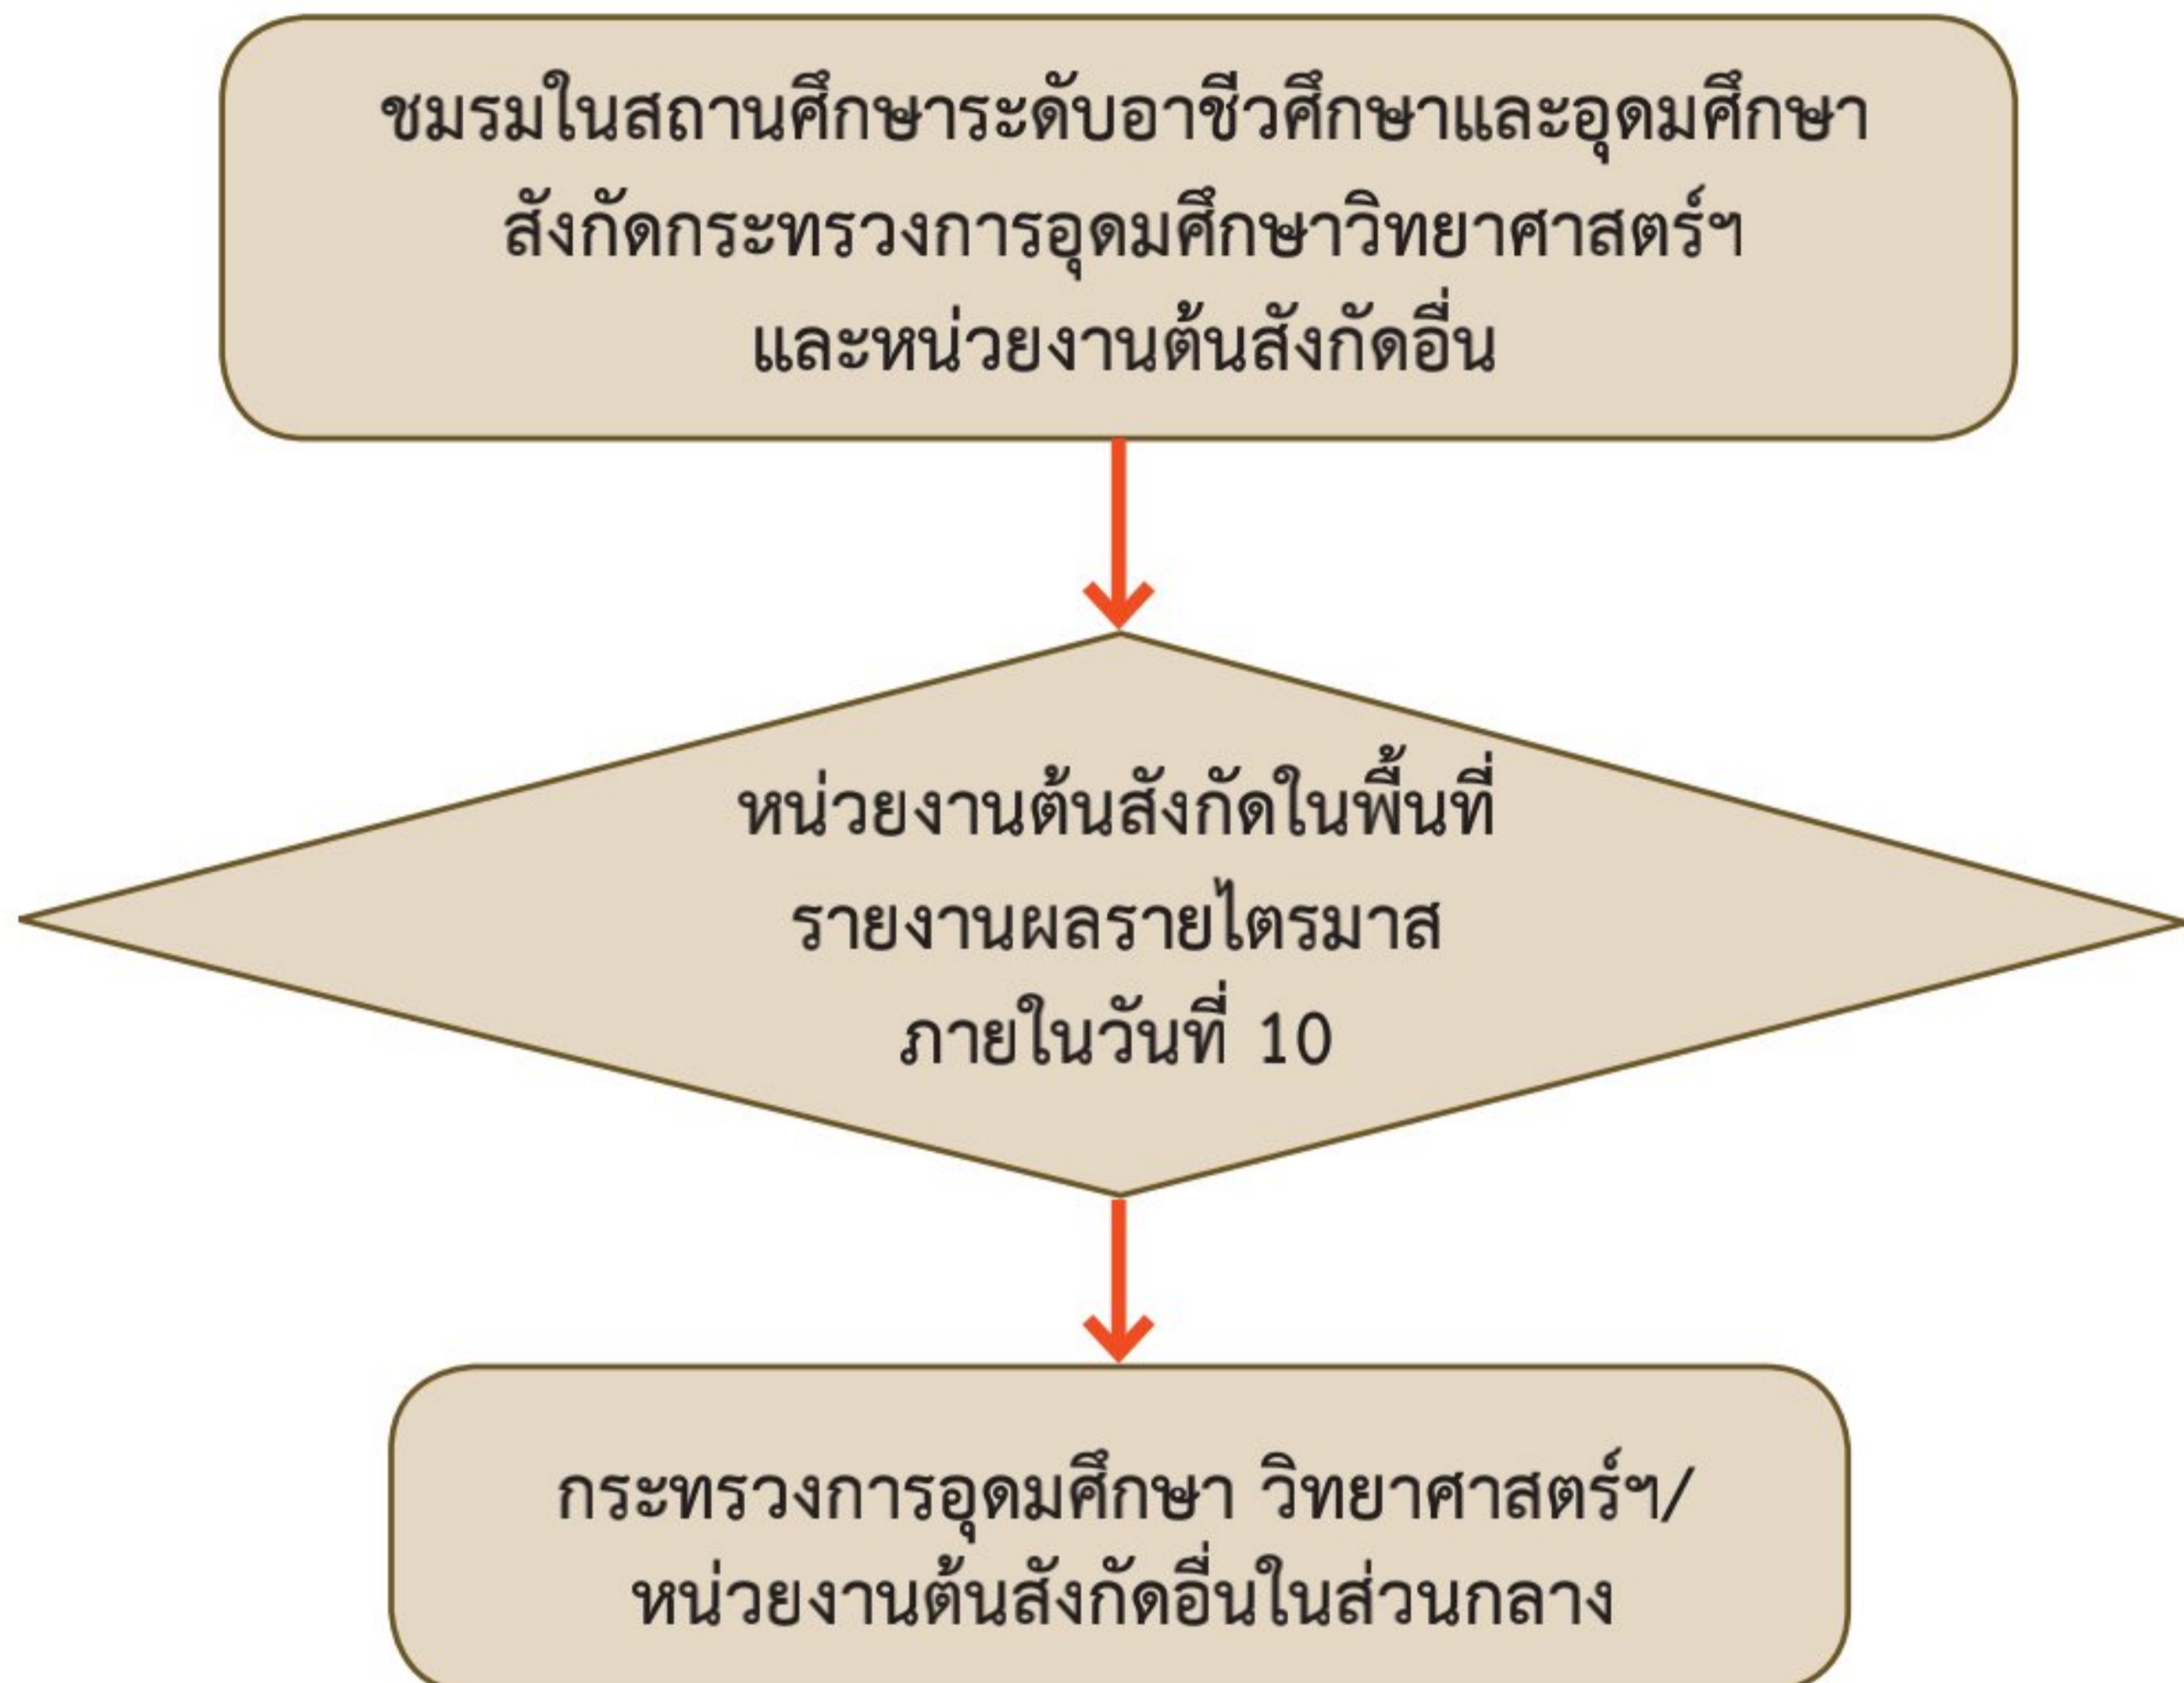 ชมรมในสถานศึกษาระดับอาชีวศึกษาและอุดมศึกษา
สังกัดกระทรวงการอุดมศึกษาวิทยาศาสตร์ฯ
และหน่วยงานต้นสังกัดอื่น
หน่วยงานต้นสังกัดในพื้นที่
รายงานผลรายไตรมาส
ภายในวันที่ 10
กระทรวงการอุดมศึกษา วิทยาศาสตร์ฯ/
หน่วยงานต้นสังกัดอื่นในส่วนกลาง